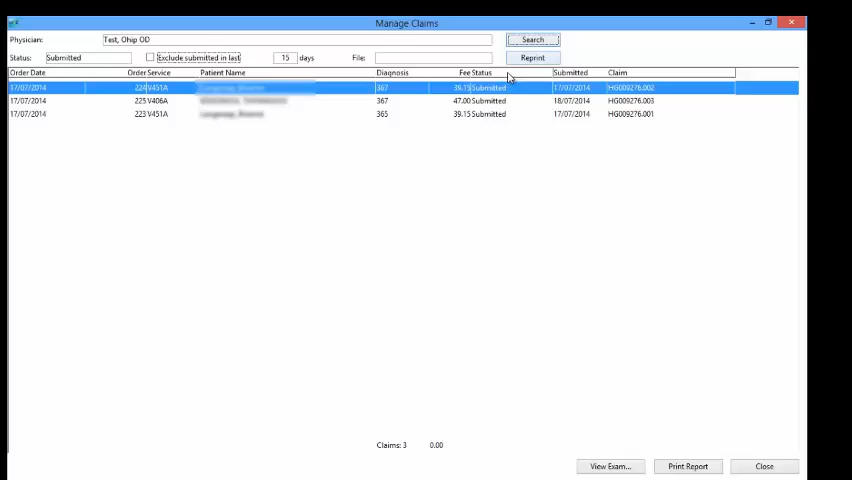 Manage Claims
Physician: Test, Ohip OD Search
Status: Submitted Exclude submitted in last 15 days File: Reprint
Order Date Order Service Patient Name Diagnosis Fee Status Submitted Claim
17/07/2014 224 V451A 367 39.15 Submitted 17/07/2014 HG009276.002
17/07/2014 225 V406A 367 47.00 Submitted 18/07/2014 HG009276.003
17/07/2014 223 V451A 365 39.15 Submitted 17/07/2014 HG009276.001
Claims: 3 0.00
View Exam... Print Report Close